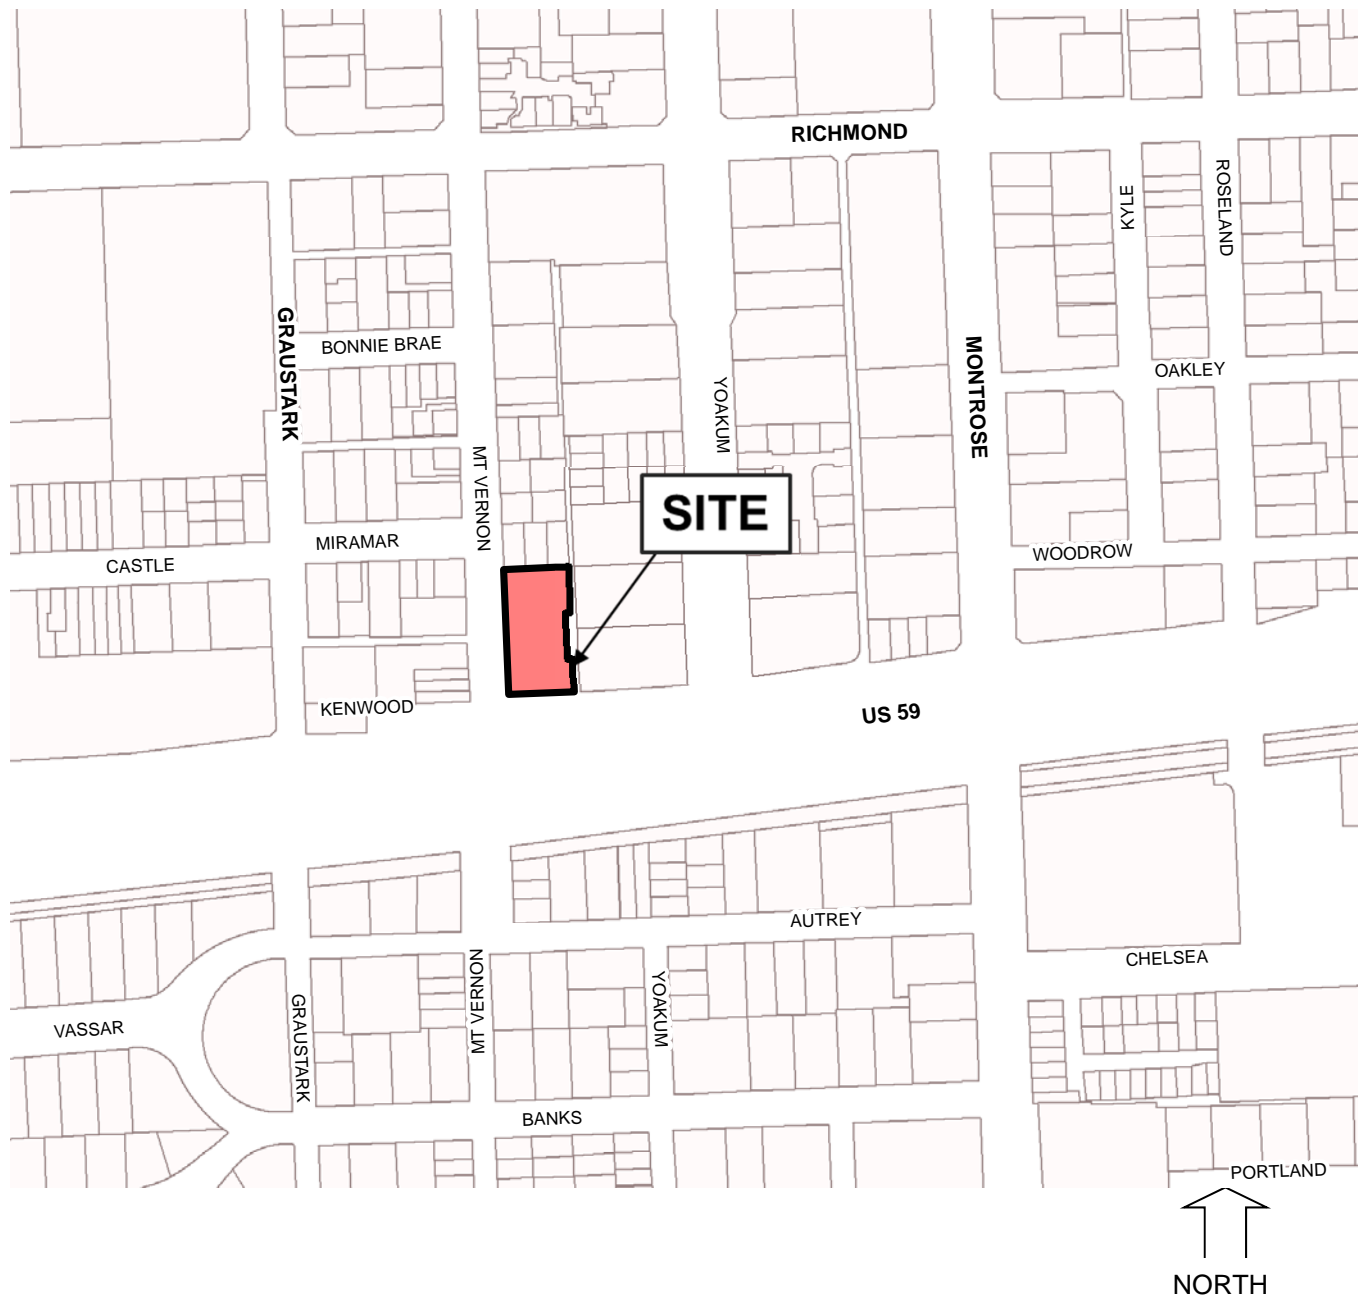 RICHMOND
KYLE
ROSELAND
GRAUSTARK
BONNIE BRAE
MONTROSE
OAKLEY
YOAKUM
MT VERNON
SITE
MIRAMAR
WOODROW
CASTLE
KENWOOD
US 59
AUTREY
MT VERNON
CHELSEA
YOAKUM
GRAUSTARK
VASSAR
BANKS
PORTLAND
NORTH